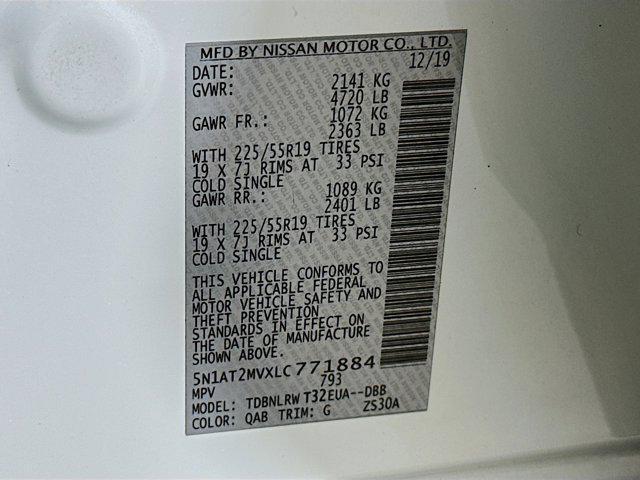 MFD BY NISSAN MOTOR CO., LTD.
DATE: 12/19
GVWR: 2141 KG
4720 LB
GAWR FR.: 1072 KG
2363 LB
WITH 225/55R19 TIRES
19 X 7J RIMS AT 33 PSI
COLD SINGLE
GAWR RR.: 1089 KG
2401 LB
WITH 225/55R19 TIRES
19 X 7J RIMS AT 33 PSI
COLD SINGLE
THIS VEHICLE CONFORMS TO
ALL APPLICABLE FEDERAL
MOTOR VEHICLE SAFETY AND
THEFT PREVENTION
STANDARDS IN EFFECT ON
THE DATE OF MANUFACTURE
SHOWN ABOVE.
5N1AT2MVXLC771884
MPV 793
MODEL: TDBNLRW T32EUA--DBB
COLOR: QAB TRIM: G ZS30A